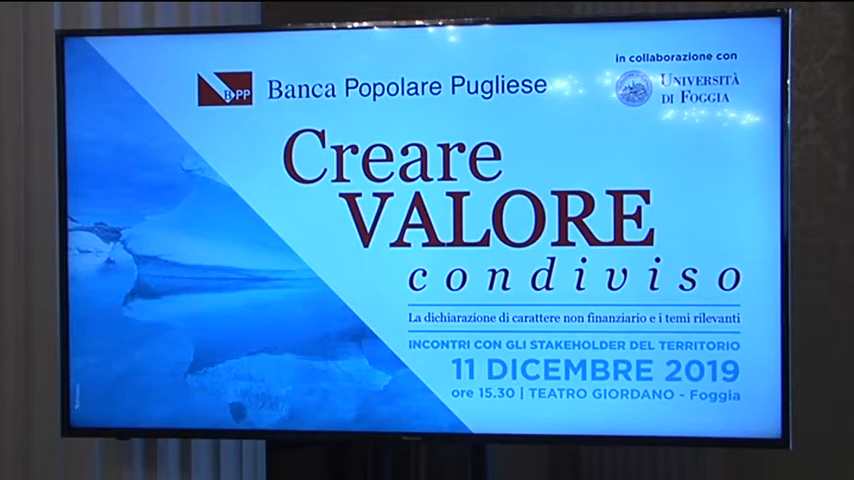 in collaborazione con
BPP
Banca Popolare Pugliese
UNIVERSITÀ
DI FOGGIA
Creare
VALORE
condiviso
La dichiarazione di carattere non finanziario e i temi rilevanti
INCONTRI CON GLI STAKEHOLDER DEL TERRITORIO
11 DICEMBRE 2019
ore 15.30 | TEATRO GIORDANO - Foggia